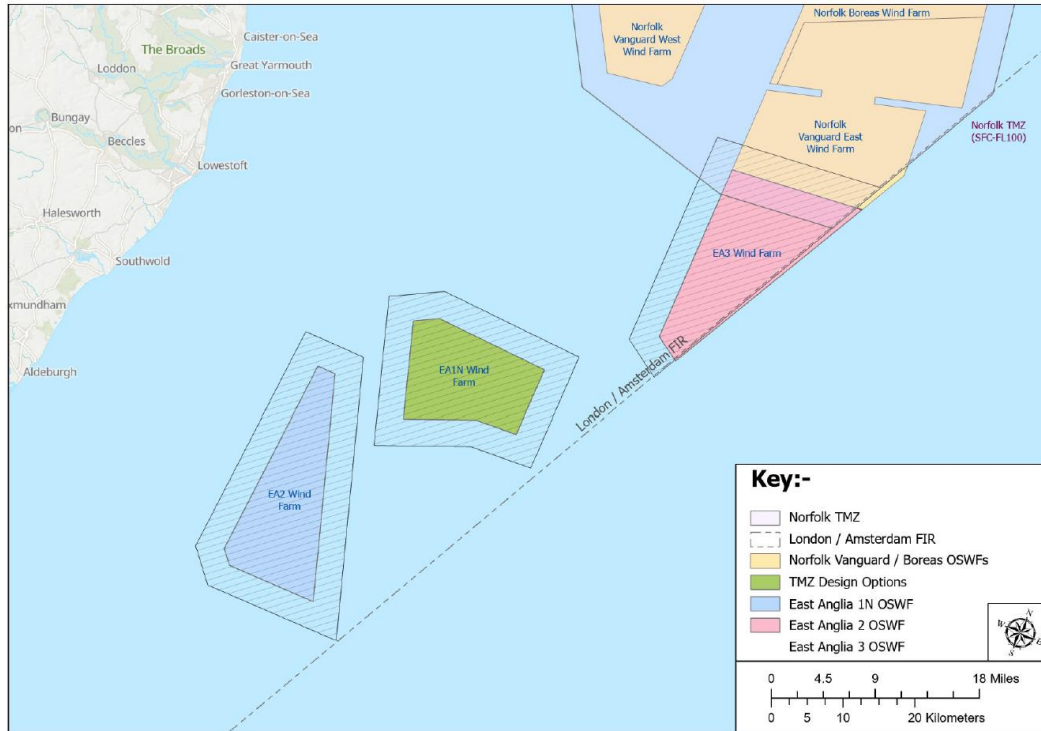 Norfolk Boreas Wind Farm
Caister-on-Sea
Norfolk
Vanguard West
Wind Farm
The Broads
Loddon
Great Yarmouth
Gorleston-on-Sea
on
Bungay
Norfolk
Vanguard East
Wind Farm
Norfolk TMZ
(SFC-FL100)
Beccles
Lowestoft
Halesworth
EA3 Wind Farm
Southwold
xmundham
London / Amsterdam FIR
Aldeburgh
EA1N Wind
Farm
EA2 Wind
Farm
Key:-
Norfolk TMZ
London / Amsterdam FIR
Norfolk Vanguard / Boreas OSWFs
TMZ Design Options
East Anglia 1N OSWF
East Anglia 2 OSWF
East Anglia 3 OSWF
N
W
E
S
0 4.5 9 18 Miles
0 5 10 20 Kilometers